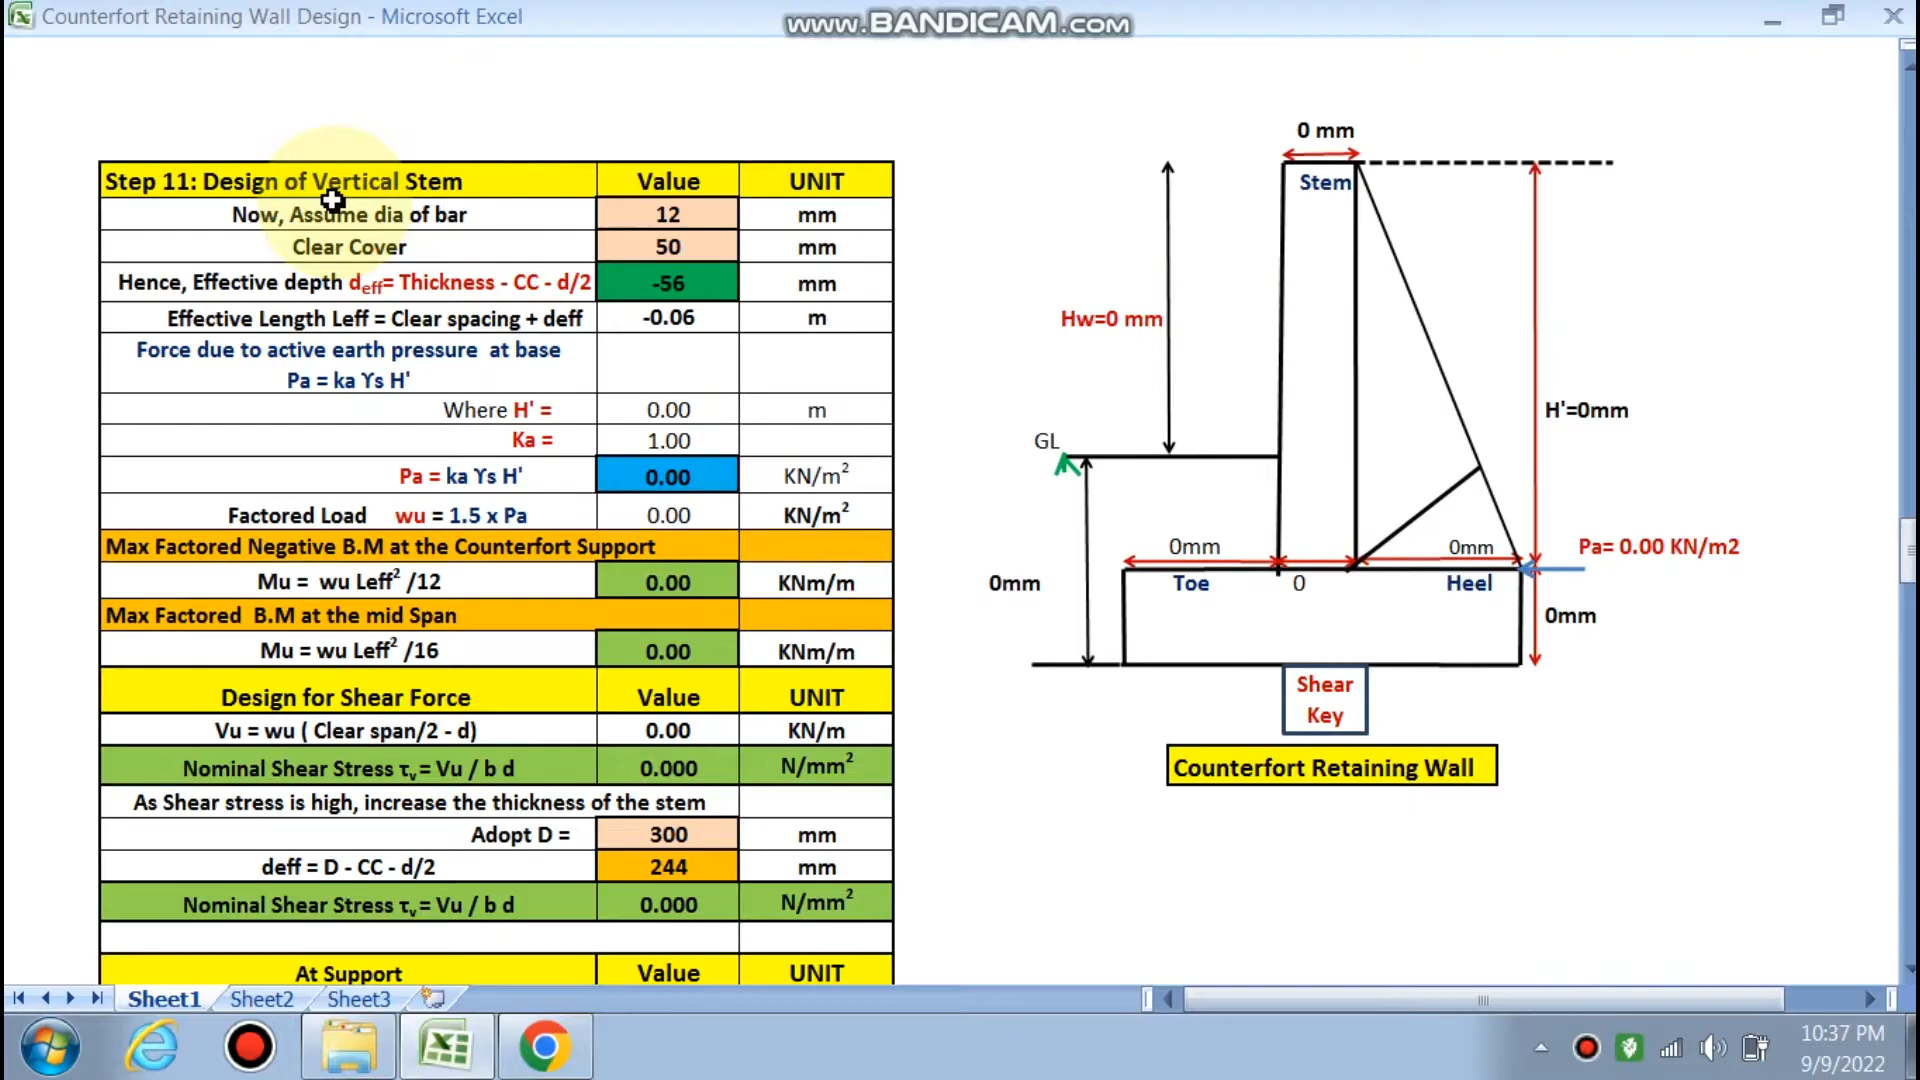 Counterfort Retaining Wall Design - Microsoft Excel
www.BANDICAM.com
Step 11: Design of Vertical Stem Value UNIT
Now, Assume dia of bar 12 mm
Clear Cover 50 mm
Hence, Effective depth deff= Thickness - CC - d/2 -56 mm
Effective Length Leff = Clear spacing + deff -0.06 m
Force due to active earth pressure at base
Pa = ka ϒs H'
Where H' = 0.00 m
Ka = 1.00
Pa = ka ϒs H' 0.00 KN/m²
Factored Load wu = 1.5 x Pa 0.00 KN/m²
Max Factored Negative B.M at the Counterfort Support
Mu = wu Leff² /12 0.00 KNm/m
Max Factored B.M at the mid Span
Mu = wu Leff² /16 0.00 KNm/m
Design for Shear Force Value UNIT
Vu = wu ( Clear span/2 - d) 0.00 KN/m
Nominal Shear Stress τv = Vu / b d 0.000 N/mm²
As Shear stress is high, increase the thickness of the stem
Adopt D = 300 mm
deff = D - CC - d/2 244 mm
Nominal Shear Stress τv = Vu / b d 0.000 N/mm²
At Support Value UNIT
0 mm
Stem
Hw=0 mm
H'=0mm
GL
0mm 0mm Pa= 0.00 KN/m2
0mm Toe 0 Heel
0mm
Shear
Key
Counterfort Retaining Wall
Sheet1 Sheet2 Sheet3
10:37 PM
9/9/2022